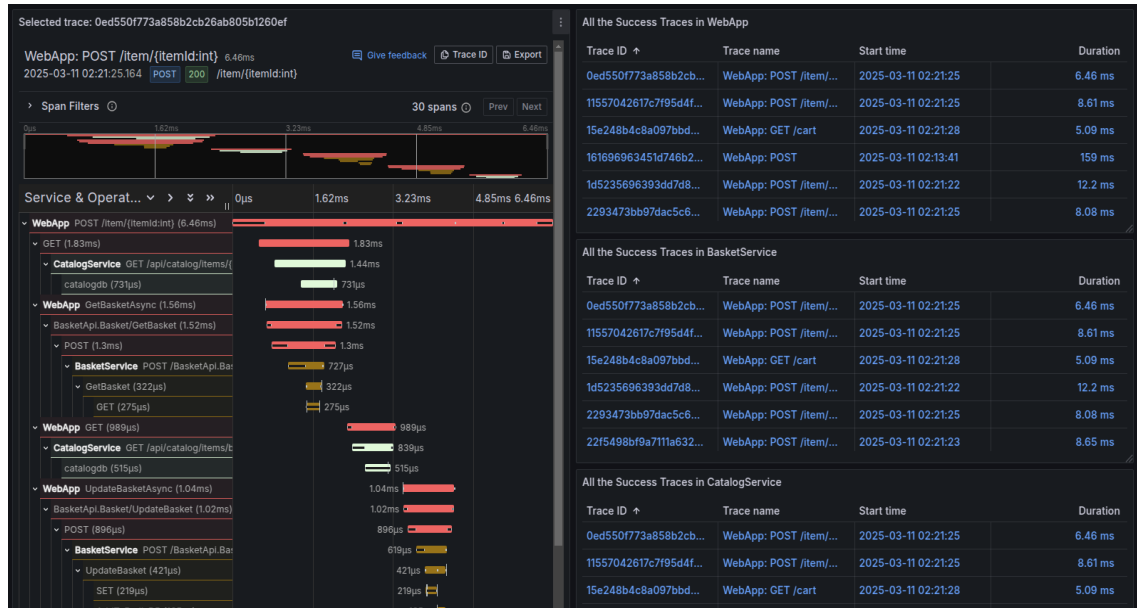 Selected trace: 0ed550f773a858b2cb26ab805b1260ef
WebApp: POST /item/{itemId:int} 6.46ms
Give feedback
Trace ID
Export
2025-03-11 02:21:25.164 POST 200 /item/{itemId:int}
Span Filters
30 spans
Prev
Next
0µs 1.62ms 3.23ms 4.85ms 6.46ms
Service & Operat...
0µs 1.62ms 3.23ms 4.85ms 6.46ms
WebApp POST /item/{itemId:int} (6.46ms)
GET (1.83ms) 1.83ms
CatalogService GET /api/catalog/items/{ 1.44ms
catalogdb (731µs) 731µs
WebApp GetBasketAsync (1.56ms) 1.56ms
BasketApi.Basket/GetBasket (1.52ms) 1.52ms
POST (1.3ms) 1.3ms
BasketService POST /BasketApi.Bas 727µs
GetBasket (322µs) 322µs
GET (275µs) 275µs
WebApp GET (989µs) 989µs
CatalogService GET /api/catalog/items/b 839µs
catalogdb (515µs) 515µs
WebApp UpdateBasketAsync (1.04ms) 1.04ms
BasketApi.Basket/UpdateBasket (1.02ms) 1.02ms
POST (896µs) 896µs
BasketService POST /BasketApi.Bas 619µs
UpdateBasket (421µs) 421µs
SET (219µs) 219µs
All the Success Traces in WebApp
Trace ID ↑ Trace name Start time Duration
0ed550f773a858b2cb... WebApp: POST /item/... 2025-03-11 02:21:25 6.46 ms
11557042617c7f95d4f... WebApp: POST /item/... 2025-03-11 02:21:25 8.61 ms
15e248b4c8a097bbd... WebApp: GET /cart 2025-03-11 02:21:28 5.09 ms
161696963451d746b2... WebApp: POST 2025-03-11 02:13:41 159 ms
1d5235696393dd7d8... WebApp: POST /item/... 2025-03-11 02:21:22 12.2 ms
2293473bb97dac5c6... WebApp: POST /item/... 2025-03-11 02:21:25 8.08 ms
All the Success Traces in BasketService
Trace ID ↑ Trace name Start time Duration
0ed550f773a858b2cb... WebApp: POST /item/... 2025-03-11 02:21:25 6.46 ms
11557042617c7f95d4f... WebApp: POST /item/... 2025-03-11 02:21:25 8.61 ms
15e248b4c8a097bbd... WebApp: GET /cart 2025-03-11 02:21:28 5.09 ms
1d5235696393dd7d8... WebApp: POST /item/... 2025-03-11 02:21:22 12.2 ms
2293473bb97dac5c6... WebApp: POST /item/... 2025-03-11 02:21:25 8.08 ms
22f5498bf9a7111a632... WebApp: POST /item/... 2025-03-11 02:21:23 8.65 ms
All the Success Traces in CatalogService
Trace ID ↑ Trace name Start time Duration
0ed550f773a858b2cb... WebApp: POST /item/... 2025-03-11 02:21:25 6.46 ms
11557042617c7f95d4f... WebApp: POST /item/... 2025-03-11 02:21:25 8.61 ms
15e248b4c8a097bbd... WebApp: GET /cart 2025-03-11 02:21:28 5.09 ms